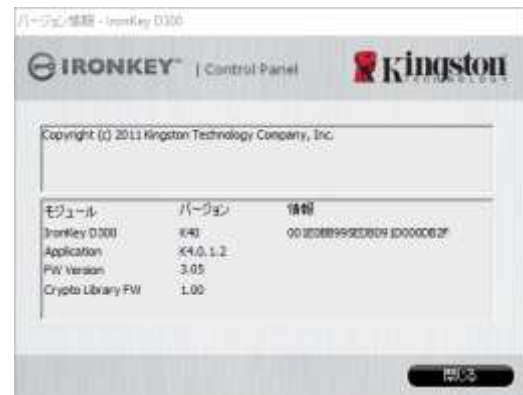 バージョン情報 - IronKey D300
IRONKEY™ | Control Panel
Kingston
TECHNOLOGY
Copyright (c) 2011 Kingston Technology Company, Inc.
モジュール バージョン 情報
IronKey D300 K40
Application K4.0.1.2
FW Version 3.05
Crypto Library FW 1.00
閉じる